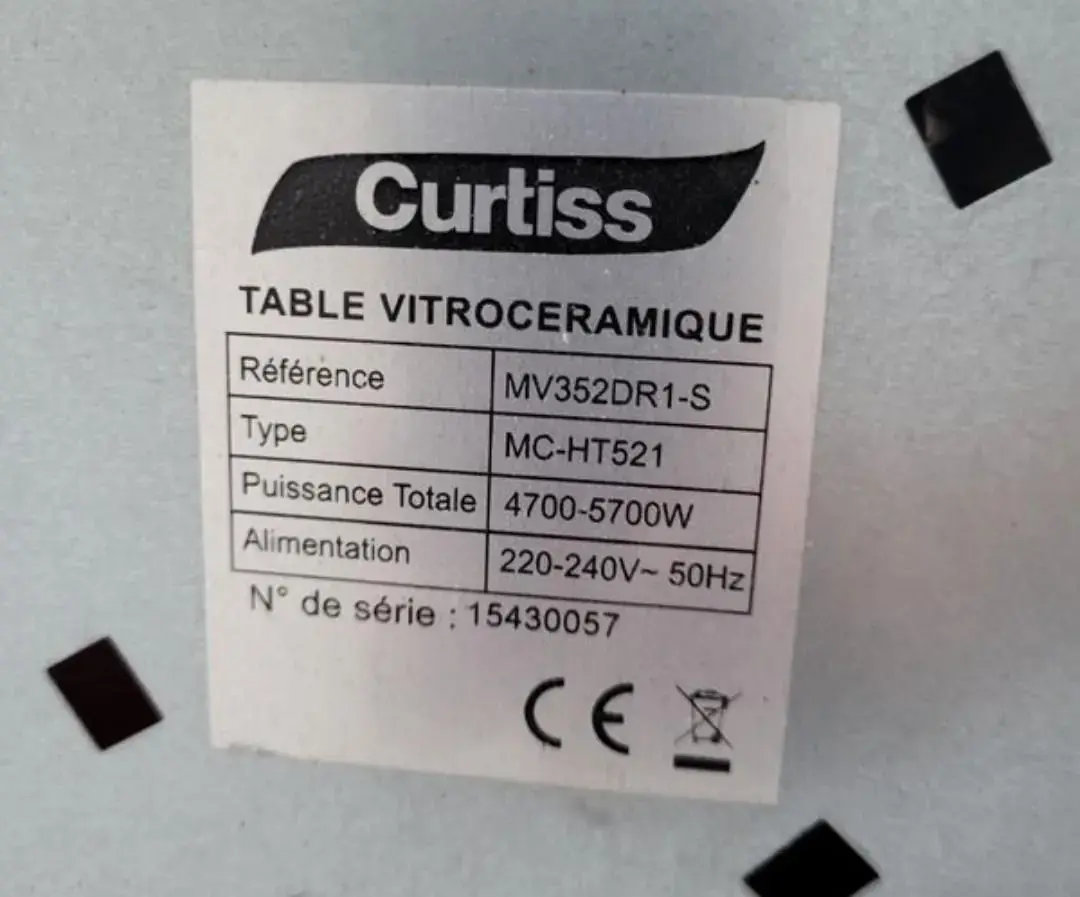 Curtiss
TABLE VITROCERAMIQUE
Référence MV352DR1-S
Type MC-HT521
Puissance Totale 4700-5700W
Alimentation 220-240V~ 50Hz
N° de série : 15430057
CE